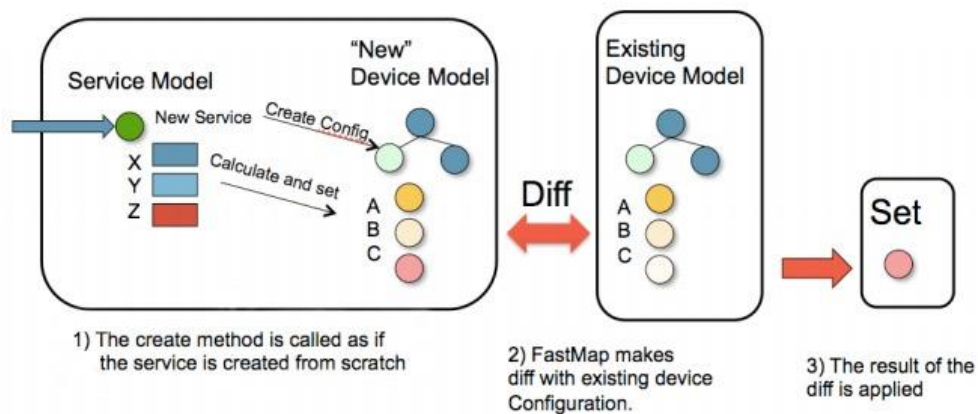 Service Model
New Service
X
Y
Z
Create Config
Calculate and set
“New”
Device Model
A
B
C
Diff
Existing
Device Model
A
B
C
Set
1) The create method is called as if
the service is created from scratch
2) FastMap makes
diff with existing device
Configuration.
3) The result of the
diff is applied